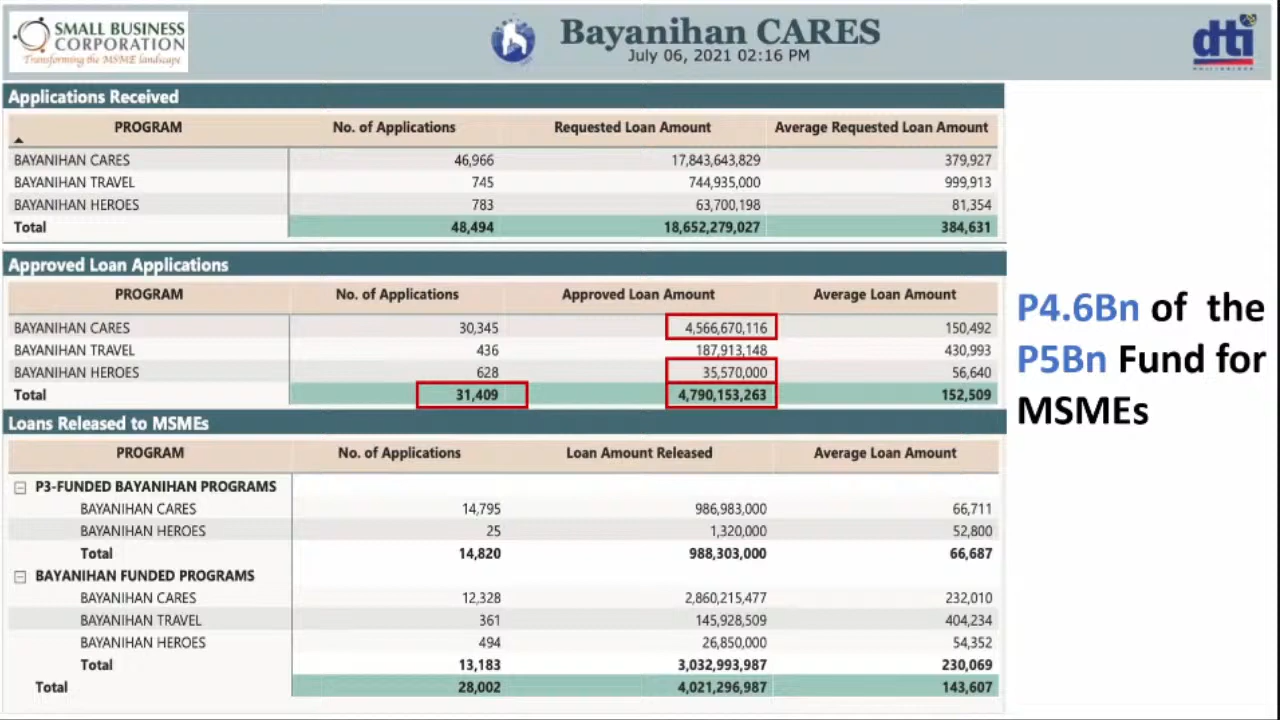 SMALL BUSINESS
CORPORATION
Transforming the MSME landscape.
Bayanihan CARES
July 06, 2021 02:16 PM
dti
PHILIPPINES
Applications Received
PROGRAM No. of Applications Requested Loan Amount Average Requested Loan Amount
BAYANIHAN CARES 46,966 17,843,643,829 379,927
BAYANIHAN TRAVEL 745 744,935,000 999,913
BAYANIHAN HEROES 783 63,700,198 81,354
Total 48,494 18,652,279,027 384,631
Approved Loan Applications
PROGRAM No. of Applications Approved Loan Amount Average Loan Amount
BAYANIHAN CARES 30,345 4,566,670,116 150,492
BAYANIHAN TRAVEL 436 187,913,148 430,993
BAYANIHAN HEROES 628 35,570,000 56,640
Total 31,409 4,790,153,263 152,509
Loans Released to MSMEs
PROGRAM No. of Applications Loan Amount Released Average Loan Amount
P3-FUNDED BAYANIHAN PROGRAMS
BAYANIHAN CARES 14,795 986,983,000 66,711
BAYANIHAN HEROES 25 1,320,000 52,800
Total 14,820 988,303,000 66,687
BAYANIHAN FUNDED PROGRAMS
BAYANIHAN CARES 12,328 2,860,215,477 232,010
BAYANIHAN TRAVEL 361 145,928,509 404,234
BAYANIHAN HEROES 494 26,850,000 54,352
Total 13,183 3,032,993,987 230,069
Total 28,002 4,021,296,987 143,607
P4.6Bn of the
P5Bn Fund for
MSMEs